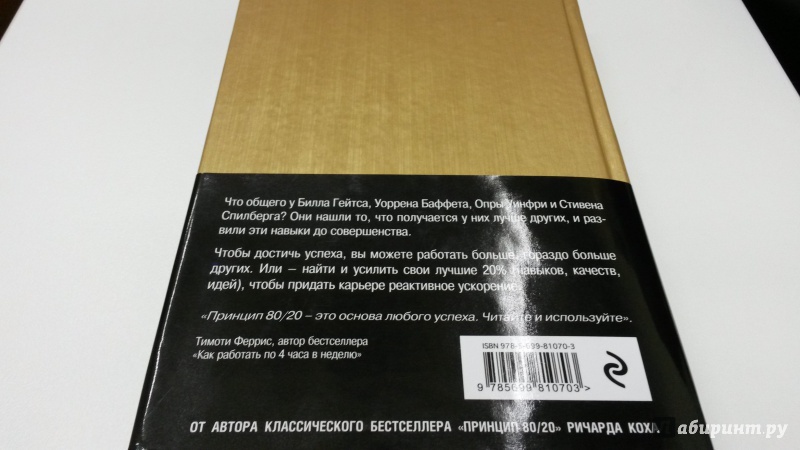 Что общего у Билла Гейтса, Уоррена Баффета, Опры Уинфри и Стивена
Спилберга? Они нашли то, что получается у них лучше других, и раз-
вили эти навыки до совершенства.
Чтобы достичь успеха, вы можете работать больше, гораздо больше
других. Или – найти и усилить свои лучшие 20% навыков, качеств,
идей), чтобы придать карьере реактивное ускорение.
«Принцип 80/20 – это основа любого успеха. Читайте и используйте».
Тимоти Феррис, автор бестселлера
«Как работать по 4 часа в неделю»
ISBN 978-5-699-81070-3
9 785699 810703 >
ОТ АВТОРА КЛАССИЧЕСКОГО БЕСТСЕЛЛЕРА «ПРИНЦИП 80/20» РИЧАРДА КОХА
Лабиринт.ру